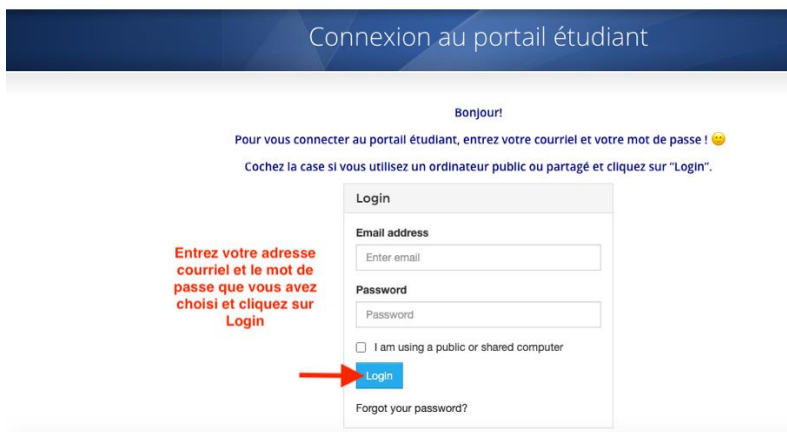 Connexion au portail étudiant
Bonjour!
Pour vous connecter au portail étudiant, entrez votre courriel et votre mot de passe ! 🙂
Cochez la case si vous utilisez un ordinateur public ou partagé et cliquez sur "Login".
Login
Email address
Enter email
Entrez votre adresse
courriel et le mot de
passe que vous avez
choisi et cliquez sur
Login
Password
Password
I am using a public or shared computer
Login
Forgot your password?